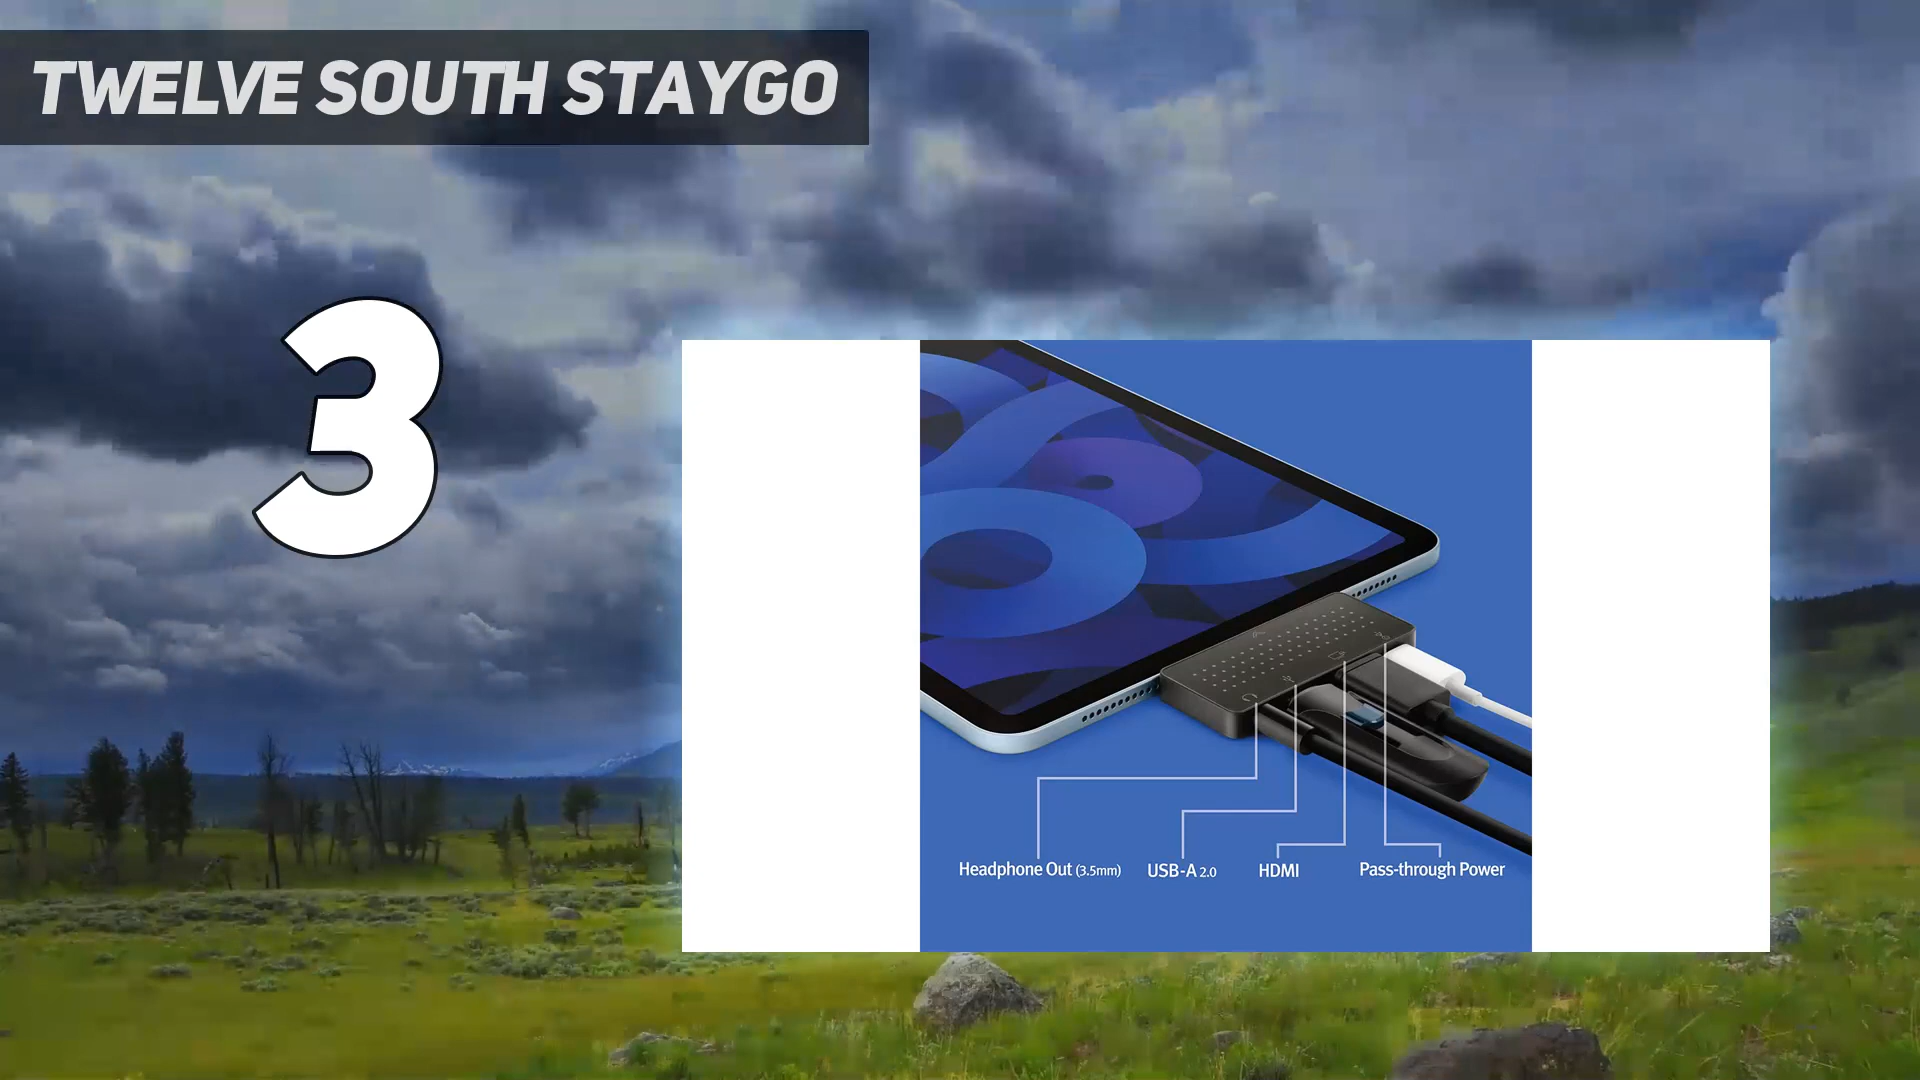 TWELVE SOUTH STAYGO
3
Headphone Out (3.5mm) USB-A 2.0 HDMI Pass-through Power